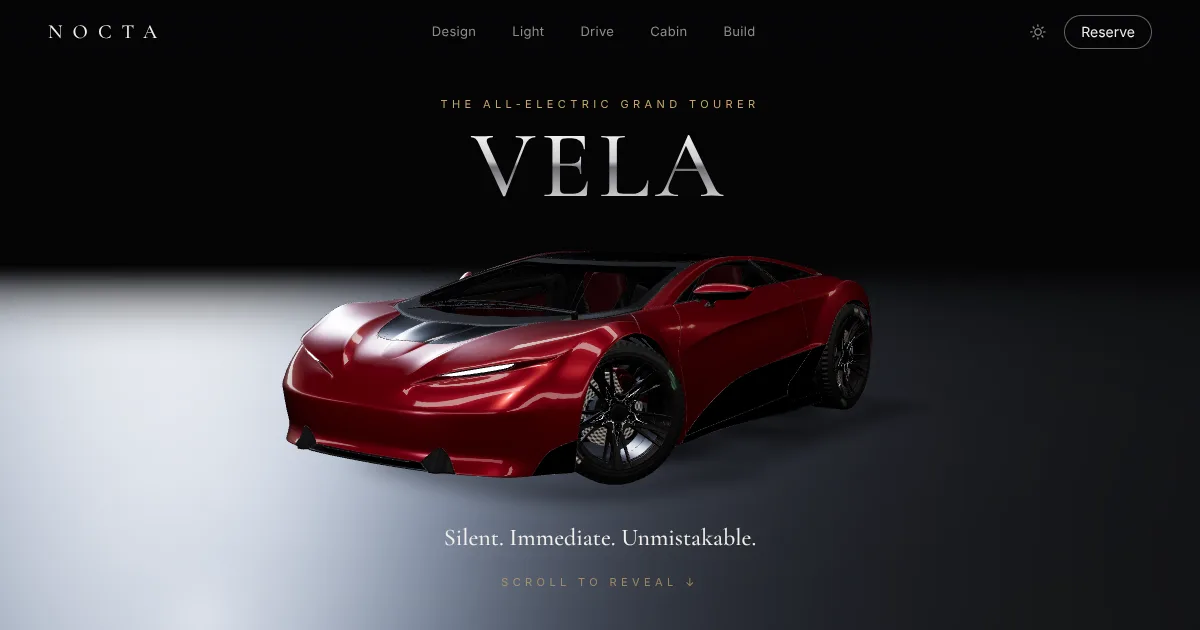 NOCTA
Design Light Drive Cabin Build
Reserve
THE ALL-ELECTRIC GRAND TOURER
VELA
Silent. Immediate. Unmistakable.
SCROLL TO REVEAL ↓